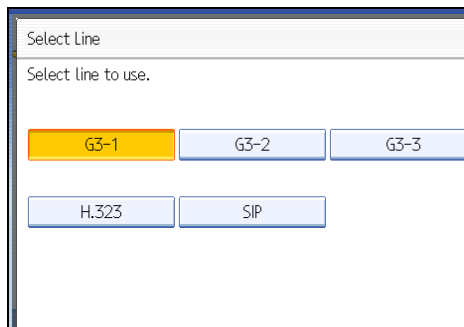 Select Line
Select line to use.
G3-1 G3-2 G3-3
H.323 SIP